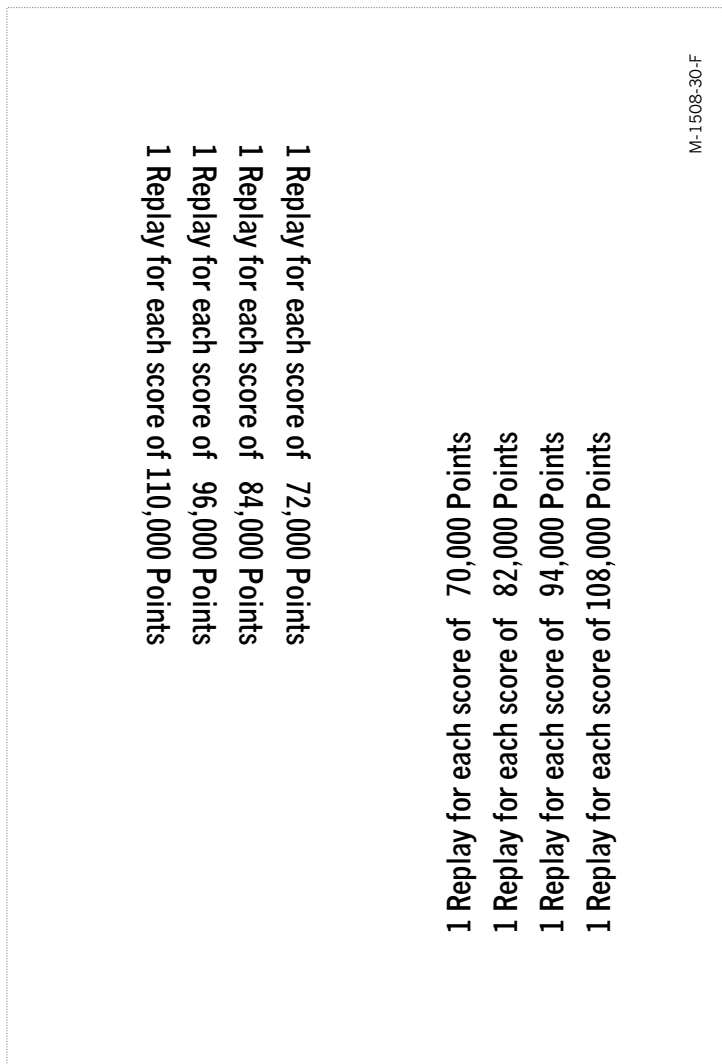 M-1508-30-F
1 Replay for each score of 72,000 Points
1 Replay for each score of 84,000 Points
1 Replay for each score of 96,000 Points
1 Replay for each score of 110,000 Points
1 Replay for each score of 70,000 Points
1 Replay for each score of 82,000 Points
1 Replay for each score of 94,000 Points
1 Replay for each score of 108,000 Points